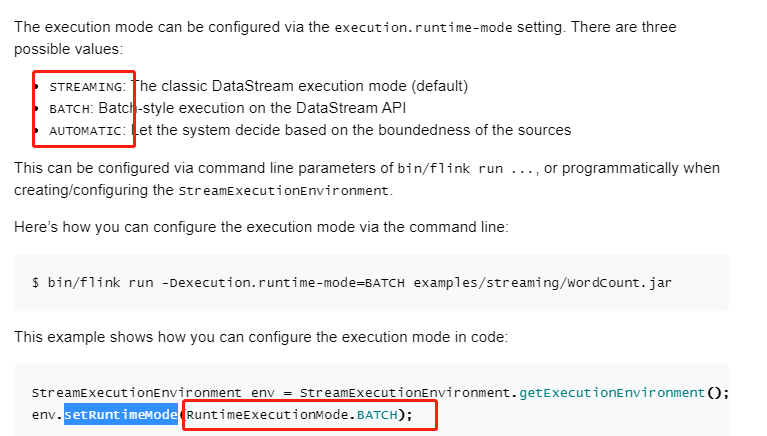 The execution mode can be configured via the execution.runtime-mode setting. There are three
possible values:
• STREAMING: The classic DataStream execution mode (default)
• BATCH: Batch-style execution on the DataStream API
• AUTOMATIC: Let the system decide based on the boundedness of the sources
This can be configured via command line parameters of bin/flink run ..., or programmatically when
creating/configuring the StreamExecutionEnvironment.
Here’s how you can configure the execution mode via the command line:
$ bin/flink run -Dexecution.runtime-mode=BATCH examples/streaming/WordCount.jar
This example shows how you can configure the execution mode in code:
StreamExecutionEnvironment env = StreamExecutionEnvironment.getExecutionEnvironment();
env.setRuntimeMode(RuntimeExecutionMode.BATCH);